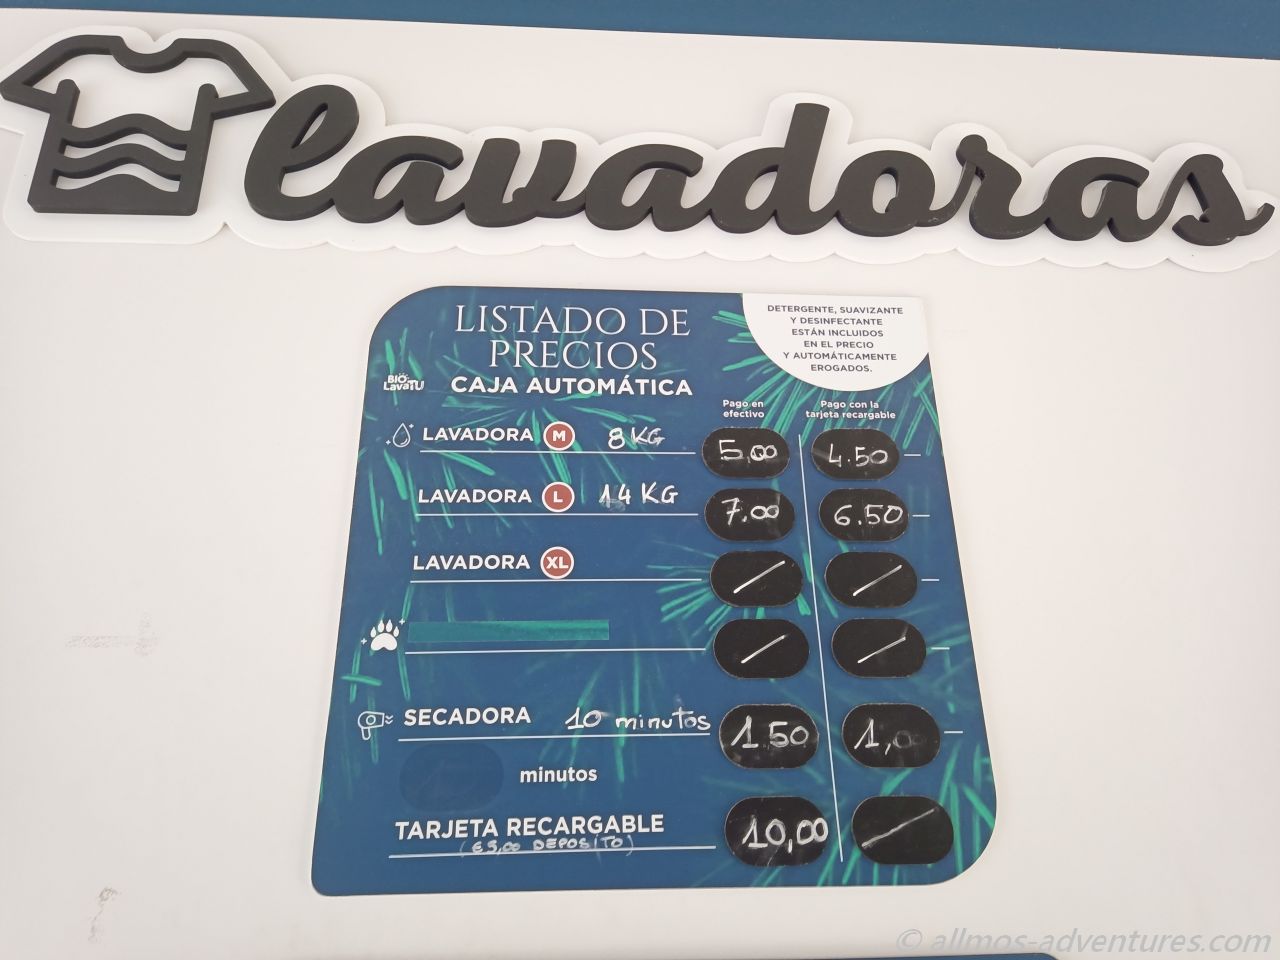 lavadoras
LISTADO DE
PRECIOS
CAJA AUTOMÁTICA
BIO
LavaTU
DETERGENTE, SUAVIZANTE
Y DESINFECTANTE
ESTÁN INCLUIDOS
EN EL PRECIO
Y AUTOMÁTICAMENTE
EROGADOS.
Pago en
efectivo
Pago con la
tarjeta recargable
LAVADORA M 8 KG 5,00 4.50
LAVADORA L 14 KG 7.00 6.50
LAVADORA XL
SECADORA 10 minutos 1 50 1,00
minutos
TARJETA RECARGABLE 10,00
(€5,00 DEPOSITO)
© allmos-adventures.com